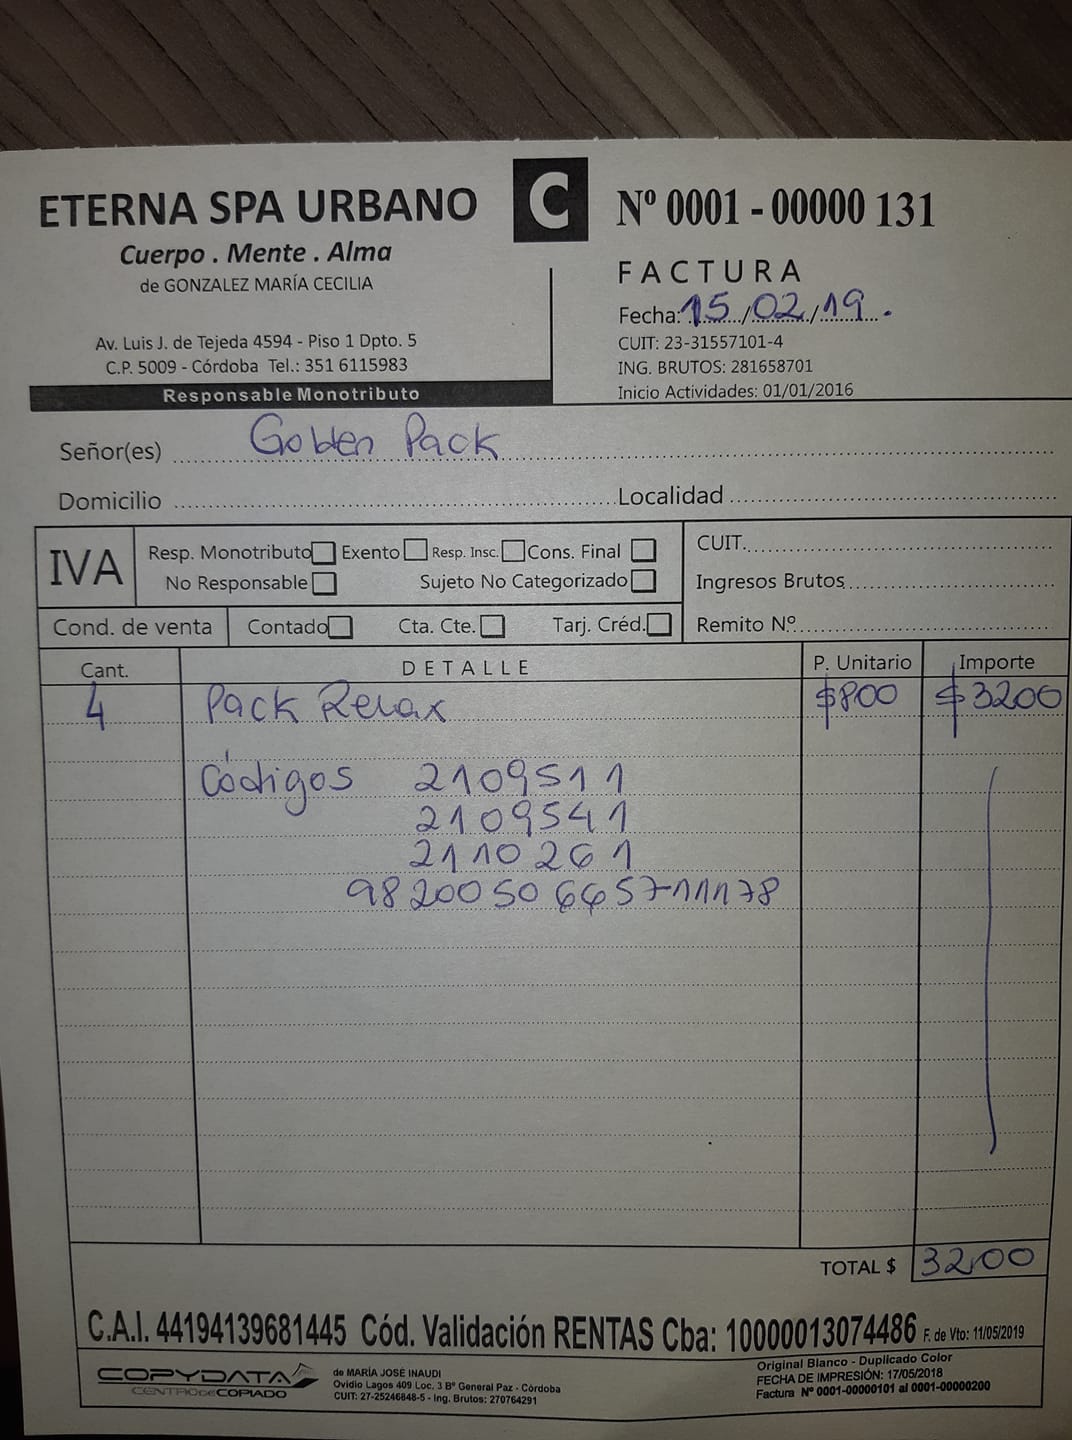 ETERNA SPA URBANO
Cuerpo . Mente . Alma
de GONZALEZ MARÍA CECILIA
Av. Luis J. de Tejeda 4594 - Piso 1 Dpto. 5
C.P. 5009 - Córdoba Tel.: 351 6115983
Responsable Monotributo
C
Nº 0001 - 00000 131
FACTURA
Fecha: 15/02/19.
CUIT: 23-31557101-4
ING. BRUTOS: 281658701
Inicio Actividades: 01/01/2016
Señor(es) Golden Pack
Domicilio Localidad
IVA
Resp. Monotributo Exento Resp. Insc. Cons. Final
No Responsable Sujeto No Categorizado
CUIT.
Ingresos Brutos
Cond. de venta Contado Cta. Cte. Tarj. Créd.
Remito Nº
Cant. DETALLE P. Unitario Importe
4 Pack Relax $800 $3200
Códigos 2109511
2109541
2110261
9820050665711178
TOTAL $ 3200
C.A.I. 44194139681445 Cód. Validación RENTAS Cba: 10000013074486 F. de Vto: 11/05/2019
COPYDATA
CENTRO DE COPIADO
de MARÍA JOSÉ INAUDI
Ovidio Lagos 409 Loc. 3 Bº General Paz - Córdoba
CUIT: 27-25246848-5 - Ing. Brutos: 270764291
Original Blanco - Duplicado Color
FECHA DE IMPRESIÓN: 17/05/2018
Factura Nº 0001-00000101 al 0001-00000200